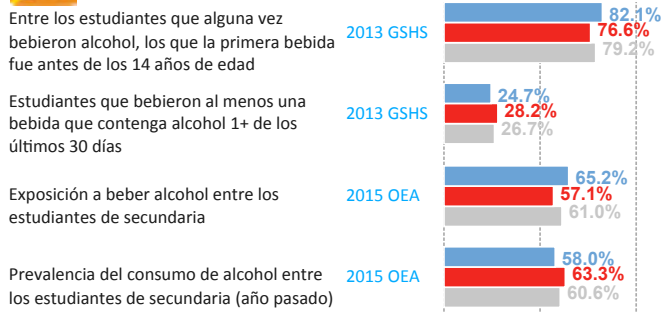 Entre los estudiantes que alguna vez
bebieron alcohol, los que la primera bebida
fue antes de los 14 años de edad
2013 GSHS
82.1%
76.6%
79.2%
Estudiantes que bebieron al menos una
bebida que contenga alcohol 1+ de los
últimos 30 días
2013 GSHS
24.7%
28.2%
26.7%
Exposición a beber alcohol entre los
estudiantes de secundaria
2015 OEA
65.2%
57.1%
61.0%
Prevalencia del consumo de alcohol entre
los estudiantes de secundaria (año pasado)
2015 OEA
58.0%
63.3%
60.6%